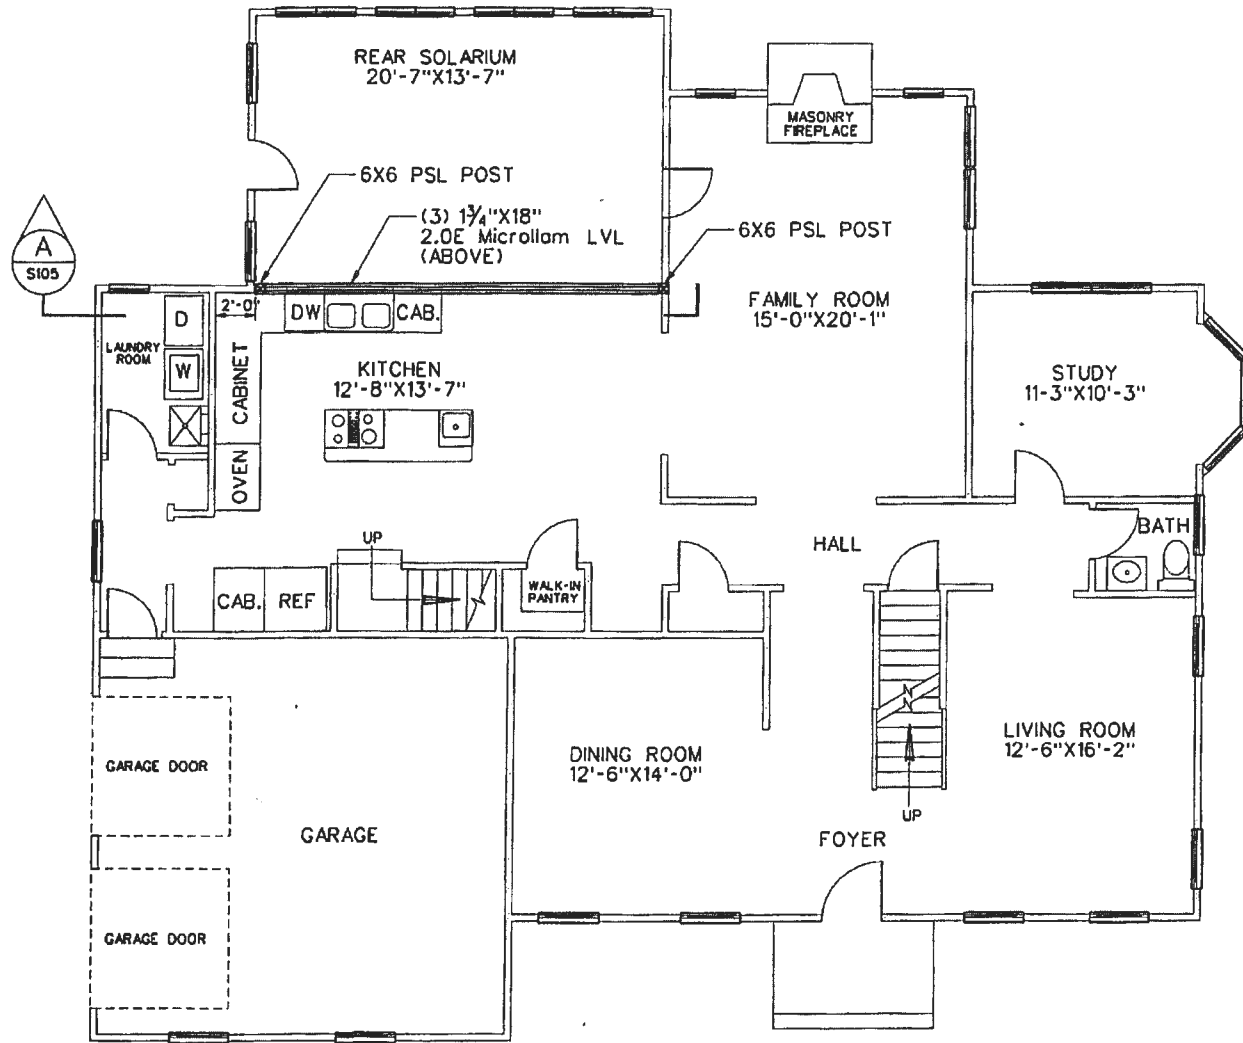 REAR SOLARIUM
20'-7"X13'-7"
MASONRY
FIREPLACE
6X6 PSL POST
(3) 1¾"X18"
2.0E Microllam LVL
(ABOVE)
6X6 PSL POST
A
S105
2'-0"
D
DW
CAB.
FAMILY ROOM
15'-0"X20'-1"
LAUNDRY
ROOM
W
CABINET
KITCHEN
12'-8"X13'-7"
STUDY
11-3"X10'-3"
OVEN
UP
HALL
BATH
CAB.
REF
WALK-IN
PANTRY
GARAGE DOOR
DINING ROOM
12'-6"X14'-0"
LIVING ROOM
12'-6"X16'-2"
UP
GARAGE
FOYER
GARAGE DOOR